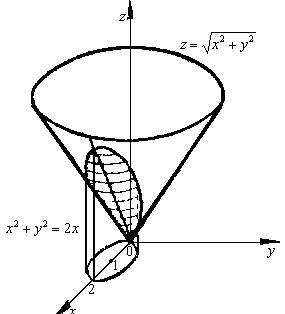 z
z = √x² + y²
x² + y² = 2x
0
1
2
y
x